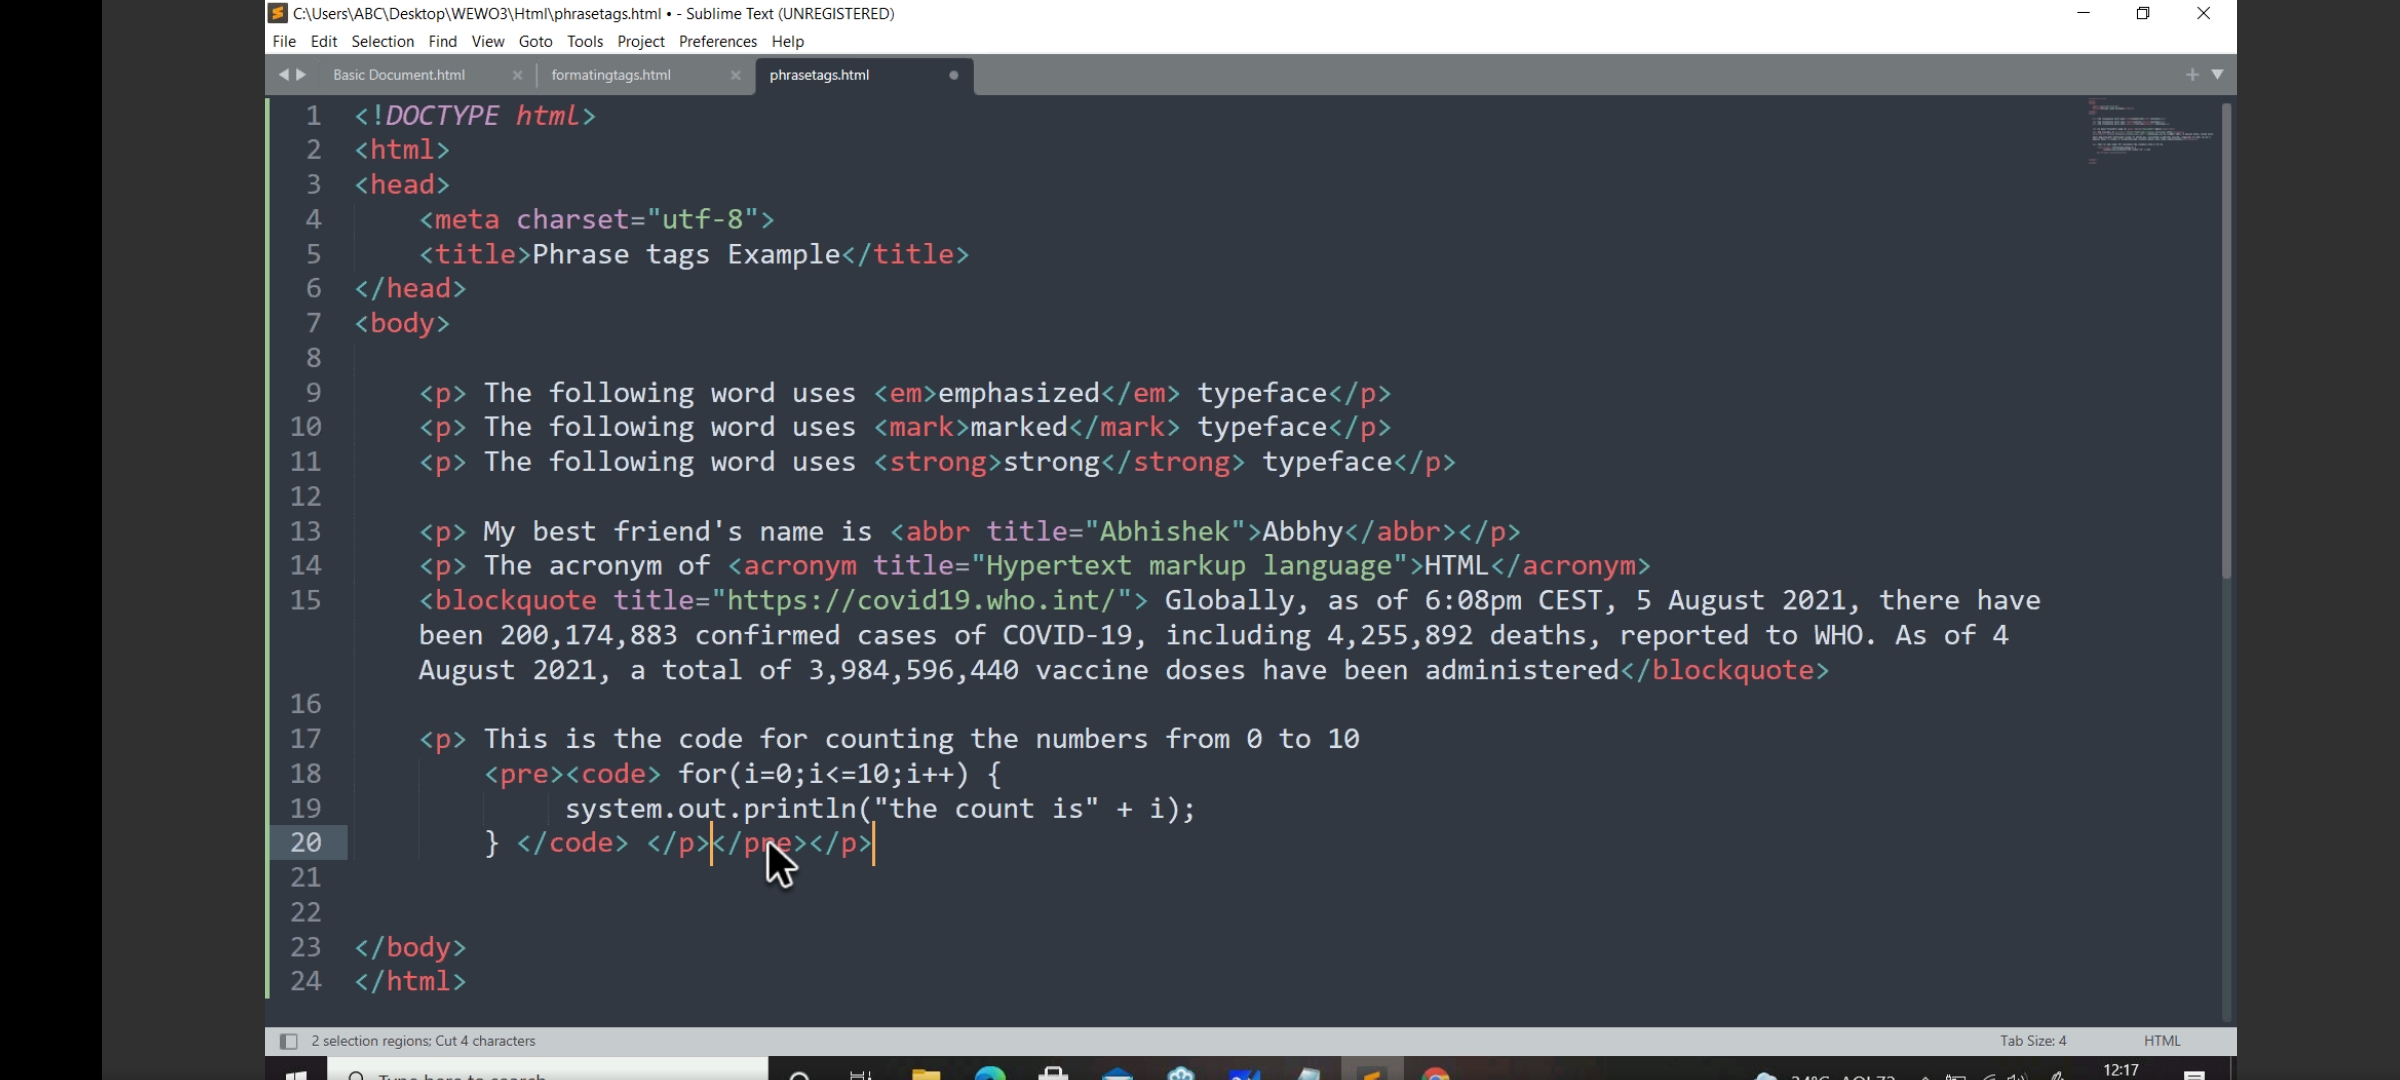 C:\Users\ABC\Desktop\WEWO3\Html\phrasetags.html • - Sublime Text (UNREGISTERED)
File Edit Selection Find View Goto Tools Project Preferences Help
Basic Document.html × formatingtags.html × phrasetags.html
1 <!DOCTYPE html>
2 <html>
3 <head>
4 <meta charset="utf-8">
5 <title>Phrase tags Example</title>
6 </head>
7 <body>
8
9 <p> The following word uses <em>emphasized</em> typeface</p>
10 <p> The following word uses <mark>marked</mark> typeface</p>
11 <p> The following word uses <strong>strong</strong> typeface</p>
12
13 <p> My best friend's name is <abbr title="Abhishek">Abbhy</abbr></p>
14 <p> The acronym of <acronym title="Hypertext markup language">HTML</acronym>
15 <blockquote title="https://covid19.who.int/"> Globally, as of 6:08pm CEST, 5 August 2021, there have
been 200,174,883 confirmed cases of COVID-19, including 4,255,892 deaths, reported to WHO. As of 4
August 2021, a total of 3,984,596,440 vaccine doses have been administered</blockquote>
16
17 <p> This is the code for counting the numbers from 0 to 10
18 <pre><code> for(i=0;i<=10;i++) {
19 system.out.println("the count is" + i);
20 } </code> </p></pre></p>
21
22
23 </body>
24 </html>
2 selection regions; Cut 4 characters Tab Size: 4 HTML
Type here to search 12:17